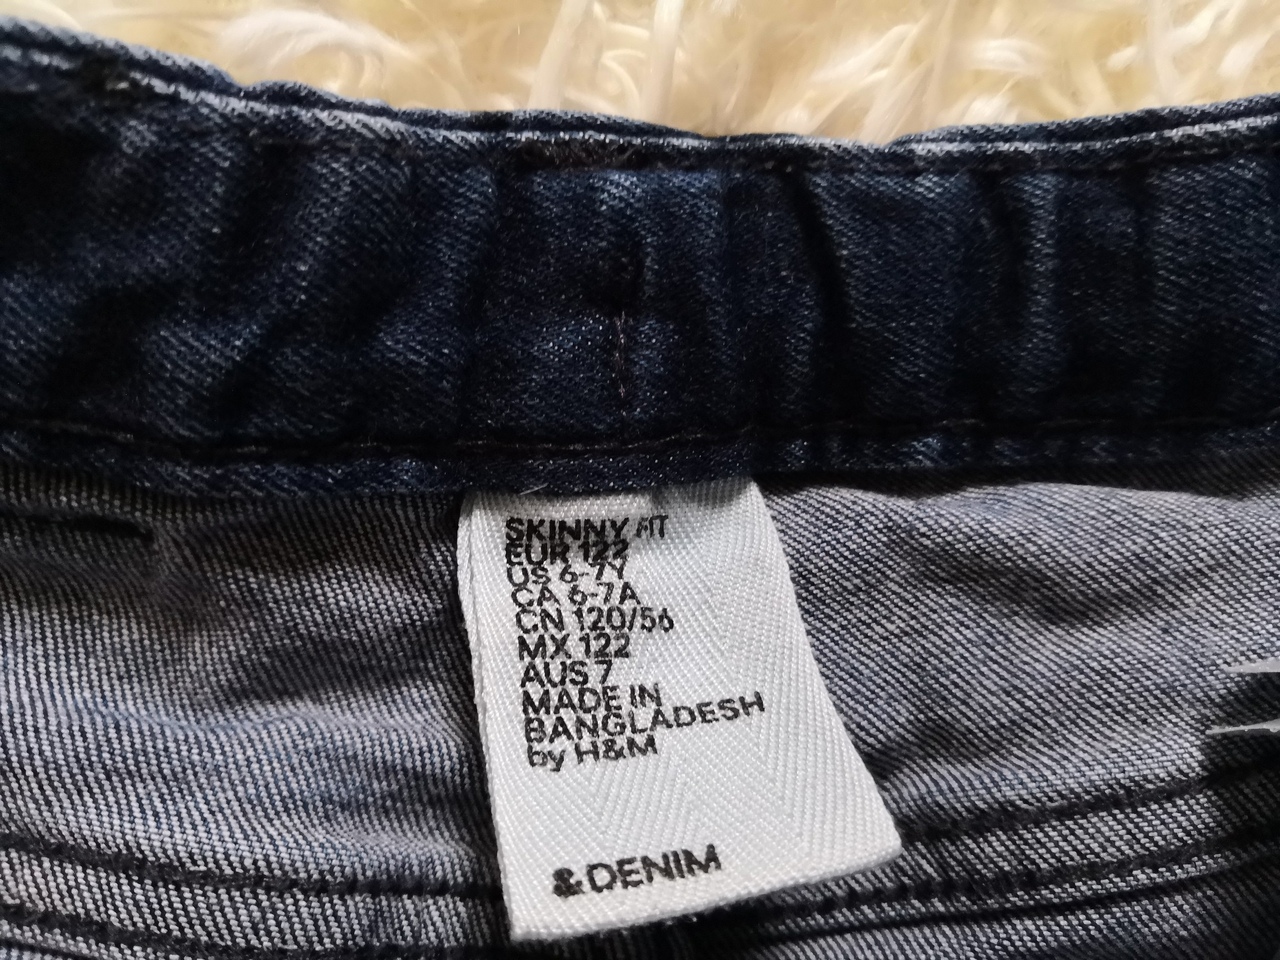 SKINNY FIT
EUR 122
US 6-7Y
CA 6-7A
CN 120/56
MX 122
AUS 7
MADE IN
BANGLADESH
by H&M
&DENIM